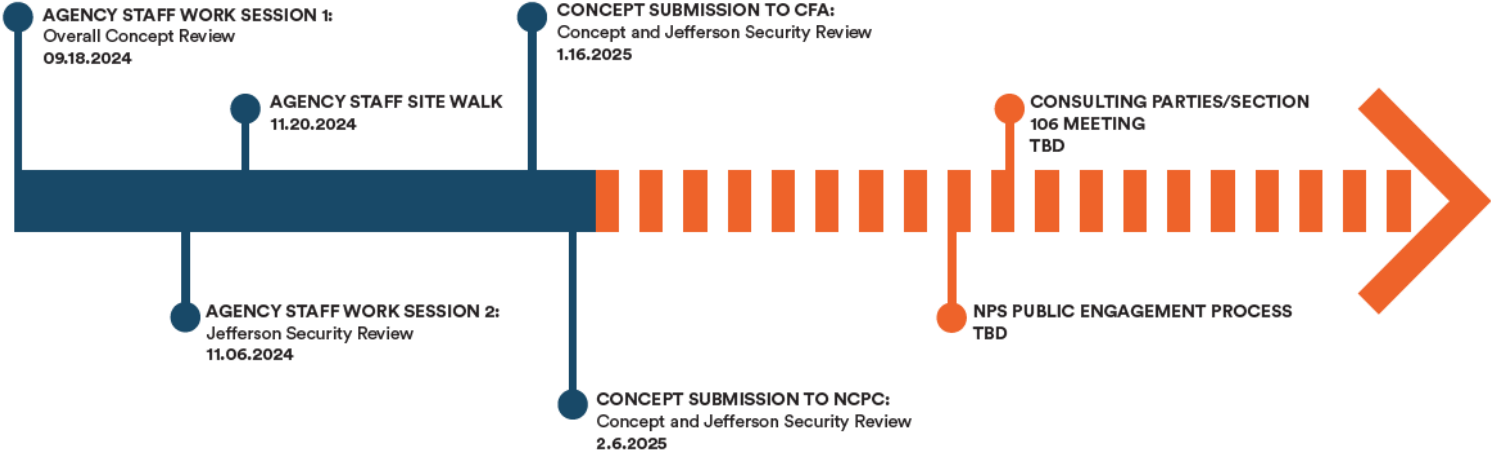 AGENCY STAFF WORK SESSION 1:
Overall Concept Review
09.18.2024
CONCEPT SUBMISSION TO CFA:
Concept and Jefferson Security Review
1.16.2025
AGENCY STAFF SITE WALK
11.20.2024
CONSULTING PARTIES/SECTION
106 MEETING
TBD
AGENCY STAFF WORK SESSION 2:
Jefferson Security Review
11.06.2024
NPS PUBLIC ENGAGEMENT PROCESS
TBD
CONCEPT SUBMISSION TO NCPC:
Concept and Jefferson Security Review
2.6.2025